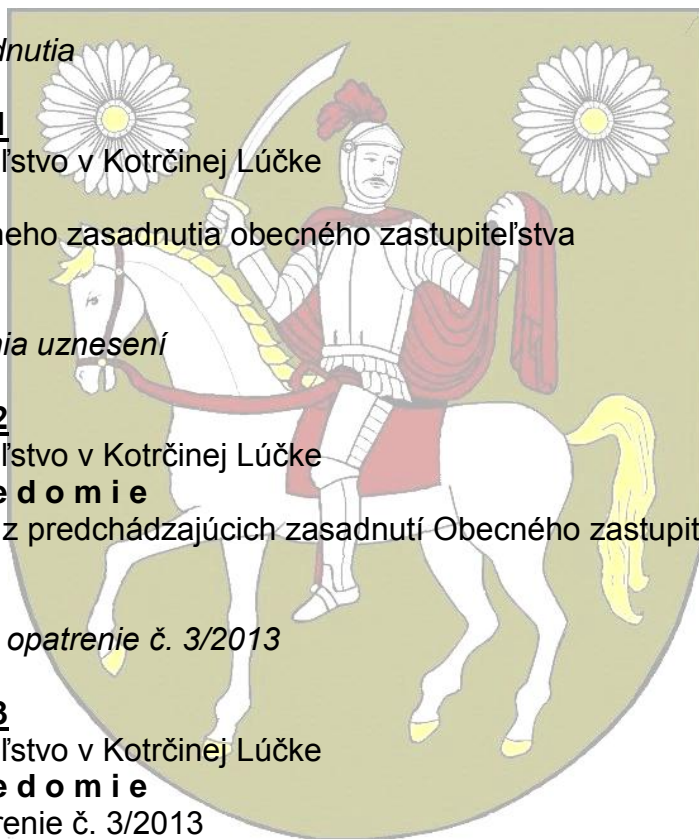 dnutia
1
ľstvo v Kotrčinej Lúčke
neho zasadnutia obecného zastupiteľstva
nia uznesení
2
ľstvo v Kotrčinej Lúčke
e d o m i e
z predchádzajúcich zasadnutí Obecného zastupit
opatrenie č. 3/2013
3
ľstvo v Kotrčinej Lúčke
e d o m i e
renie č. 3/2013